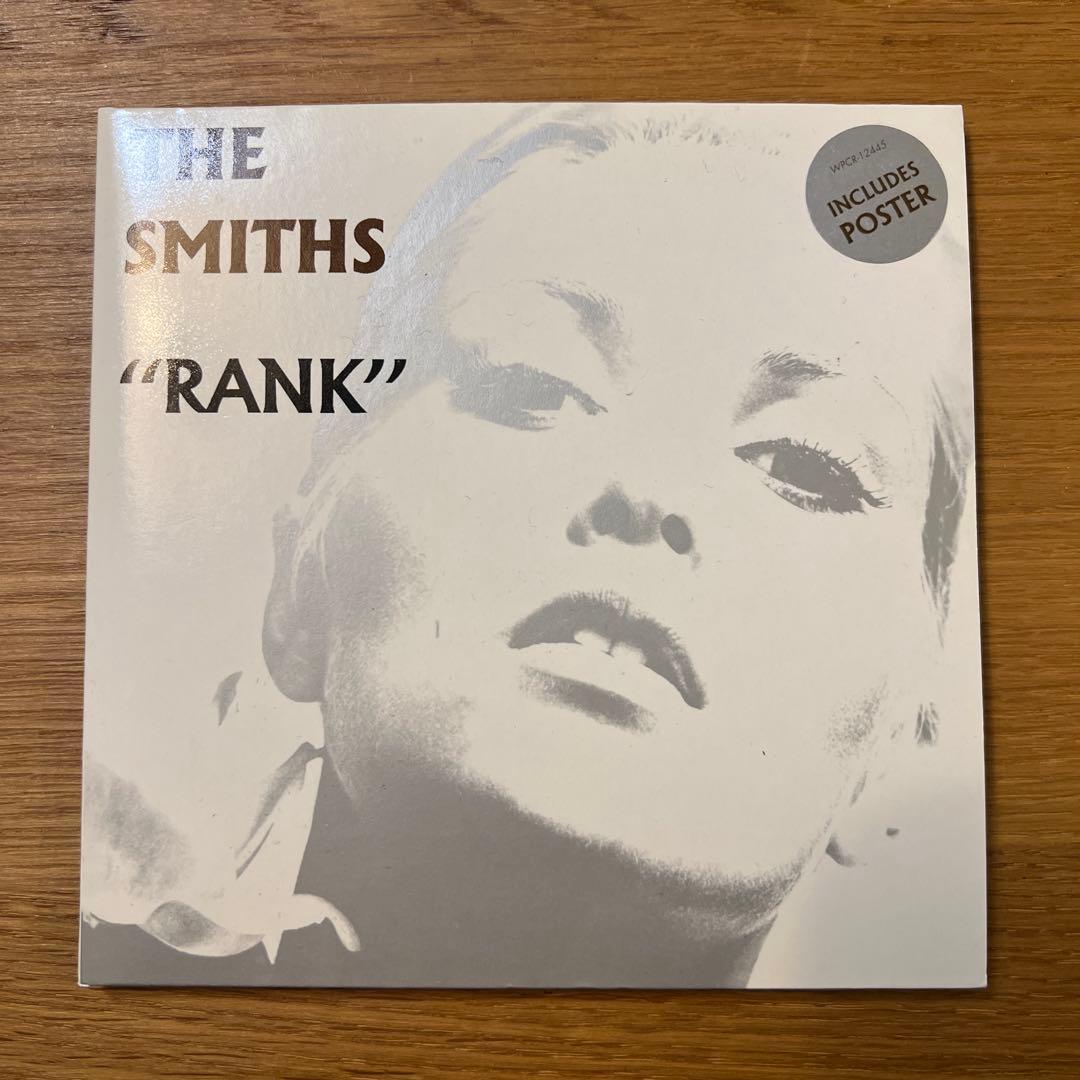 THE
SMITHS
“RANK”
WPCR-12445
INCLUDES
POSTER